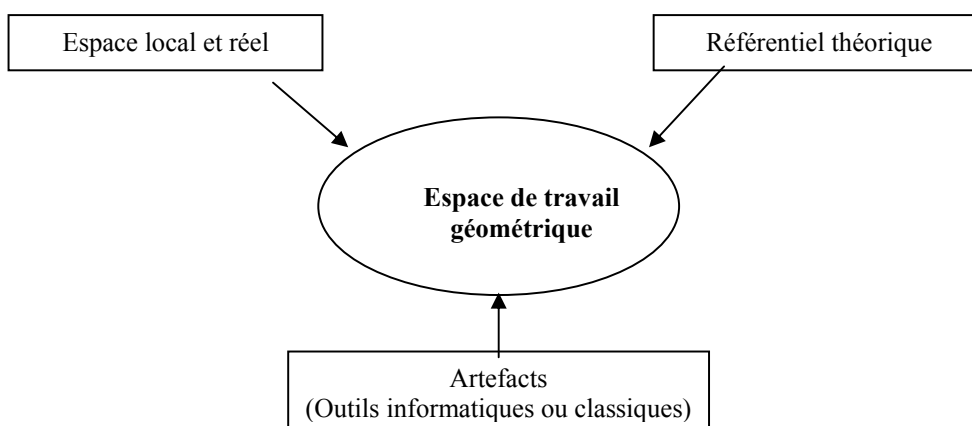 Espace local et réel
Référentiel théorique
Espace de travail
géométrique
Artefacts
(Outils informatiques ou classiques)